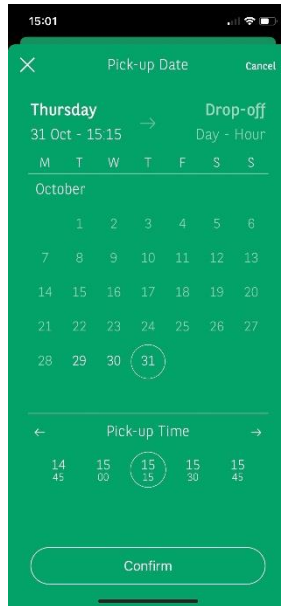 15:01
Pick-up Date Cancel
Thursday → Drop-off
31 Oct - 15:15 Day - Hour
M T W T F S S
October
1 2 3 4 5 6
7 8 9 10 11 12 13
14 15 16 17 18 19 20
21 22 23 24 25 26 27
28 29 30 31
← Pick-up Time →
14 15 15 15 15
45 00 15 30 45
Confirm